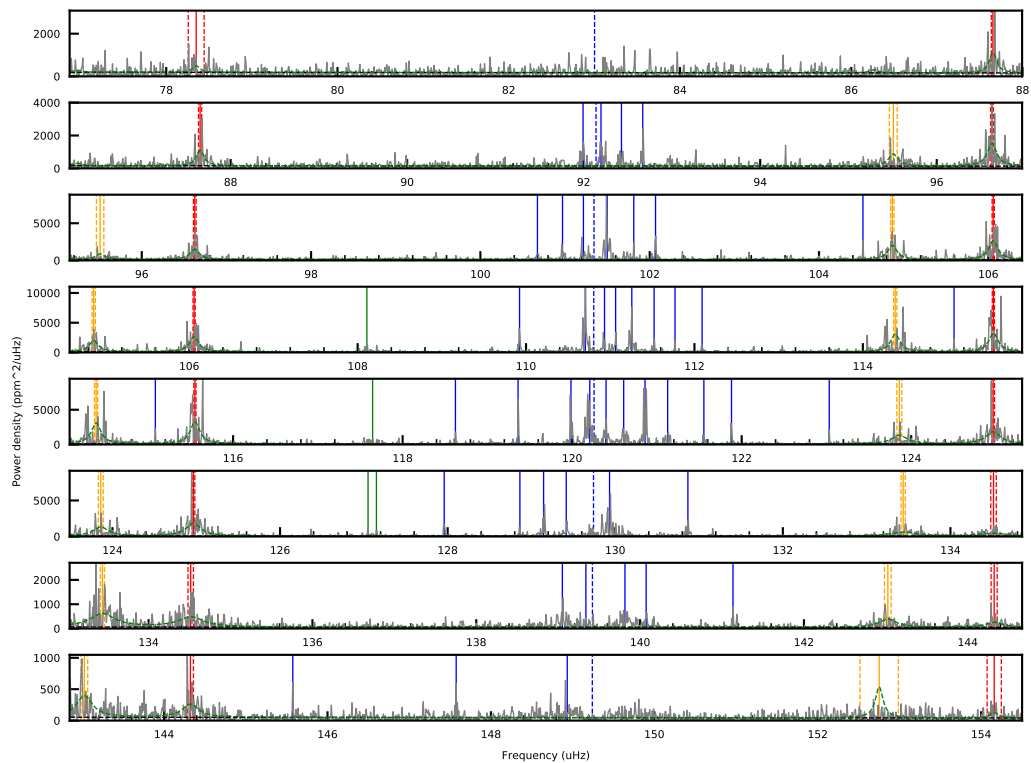 2000
0
78 80 82 84 86 88
4000
2000
0
88 90 92 94 96
5000
0
96 98 100 102 104 106
10000
5000
0
106 108 110 112 114
5000
0
116 118 120 122 124
5000
0
124 126 128 130 132 134
2000
1000
0
134 136 138 140 142 144
1000
500
0
144 146 148 150 152 154
Power density (ppm^2/uHz)
Frequency (uHz)